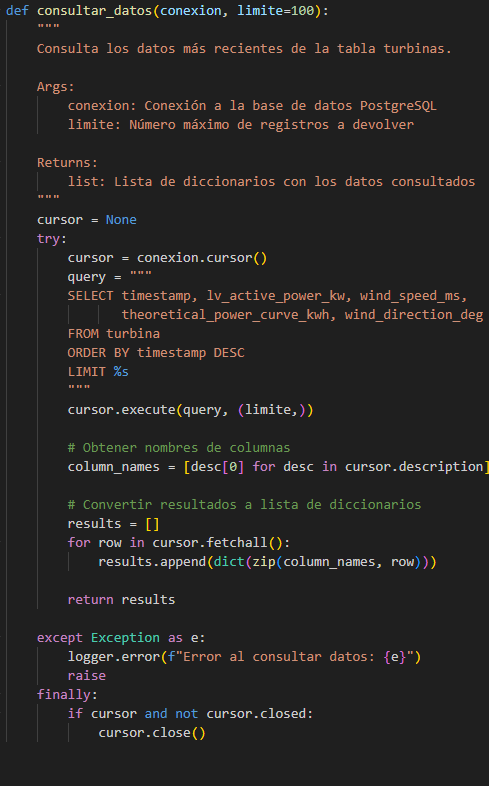 def consultar_datos(conexion, limite=100):
    """
    Consulta los datos más recientes de la tabla turbinas.

    Args:
        conexion: Conexión a la base de datos PostgreSQL
        limite: Número máximo de registros a devolver

    Returns:
        list: Lista de diccionarios con los datos consultados
    """
    cursor = None
    try:
        cursor = conexion.cursor()
        query = """
        SELECT timestamp, lv_active_power_kw, wind_speed_ms,
               theoretical_power_curve_kwh, wind_direction_deg
        FROM turbina
        ORDER BY timestamp DESC
        LIMIT %s
        """
        cursor.execute(query, (limite,))

        # Obtener nombres de columnas
        column_names = [desc[0] for desc in cursor.description]

        # Convertir resultados a lista de diccionarios
        results = []
        for row in cursor.fetchall():
            results.append(dict(zip(column_names, row)))

        return results

    except Exception as e:
        logger.error(f"Error al consultar datos: {e}")
        raise
    finally:
        if cursor and not cursor.closed:
            cursor.close()